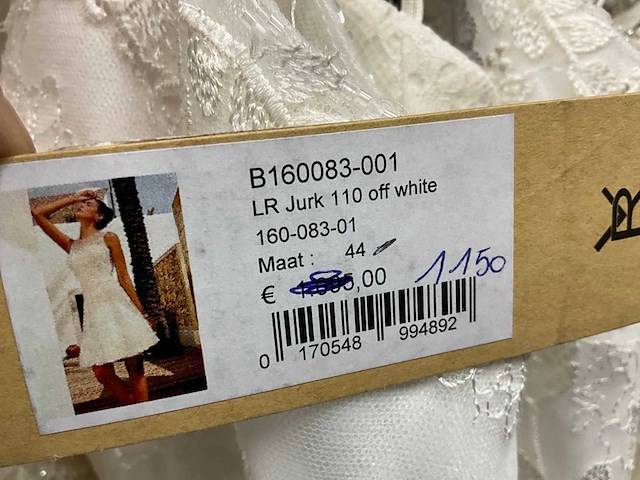 B160083-001
LR Jurk 110 off white
160-083-01
Maat : 44
€ ,00 1150
0 170548 994892